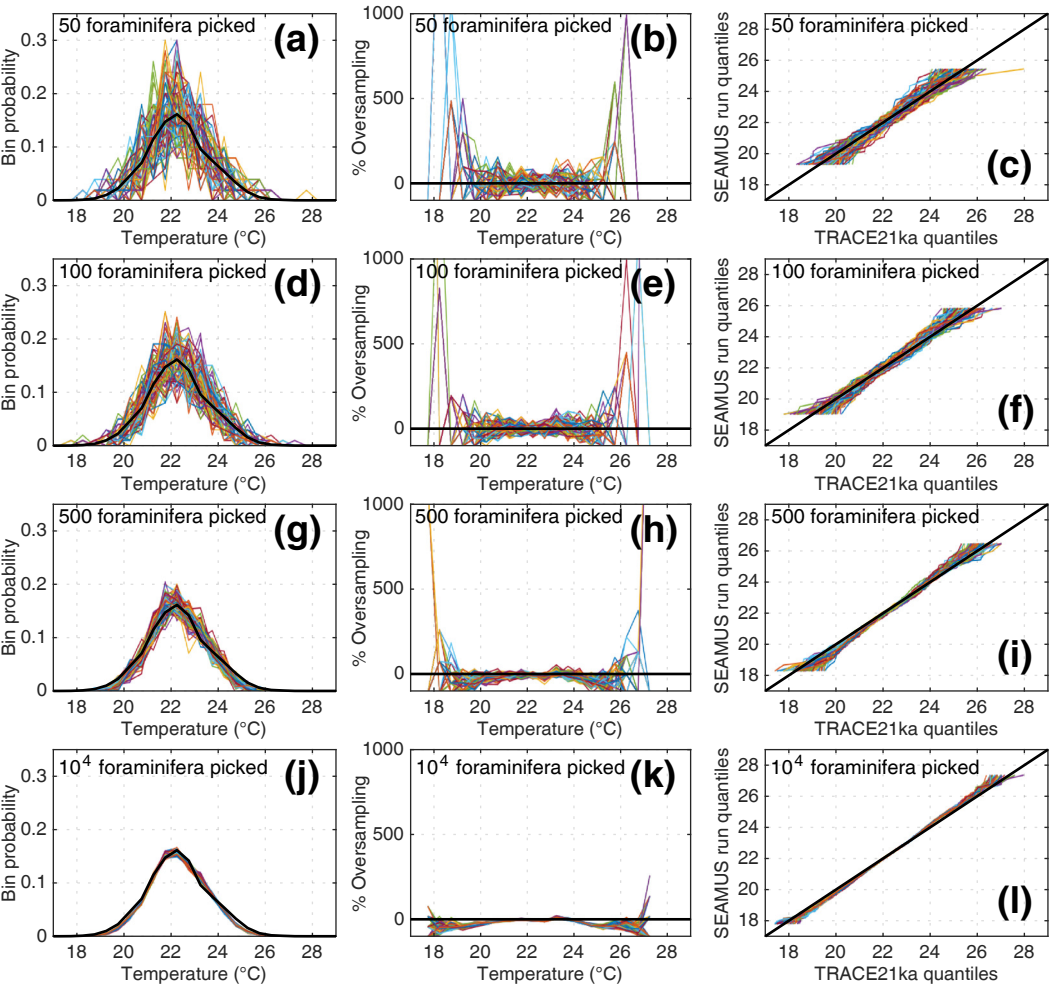 50 foraminifera picked (a)
Bin probability
0.3
0.2
0.1
0
18 20 22 24 26 28
Temperature (°C)
50 foraminifera picked (b)
% Oversampling
1000
500
0
18 20 22 24 26 28
Temperature (°C)
50 foraminifera picked
(c)
SEAMUS run quantiles
28
26
24
22
20
18
18 20 22 24 26 28
TRACE21ka quantiles
100 foraminifera picked
(d)
Bin probability
0.3
0.2
0.1
0
18 20 22 24 26 28
Temperature (°C)
100 foraminifera picked
(e)
% Oversampling
1000
500
0
18 20 22 24 26 28
Temperature (°C)
100 foraminifera picked
(f)
SEAMUS run quantiles
28
26
24
22
20
18
18 20 22 24 26 28
TRACE21ka quantiles
500 foraminifera picked
(g)
Bin probability
0.3
0.2
0.1
0
18 20 22 24 26 28
Temperature (°C)
500 foraminifera picked
(h)
% Oversampling
1000
500
0
18 20 22 24 26 28
Temperature (°C)
500 foraminifera picked
(i)
SEAMUS run quantiles
28
26
24
22
20
18
18 20 22 24 26 28
TRACE21ka quantiles
10⁴ foraminifera picked
(j)
Bin probability
0.3
0.2
0.1
0
18 20 22 24 26 28
Temperature (°C)
10⁴ foraminifera picked
(k)
% Oversampling
1000
500
0
18 20 22 24 26 28
Temperature (°C)
10⁴ foraminifera picked
(l)
SEAMUS run quantiles
28
26
24
22
20
18
18 20 22 24 26 28
TRACE21ka quantiles